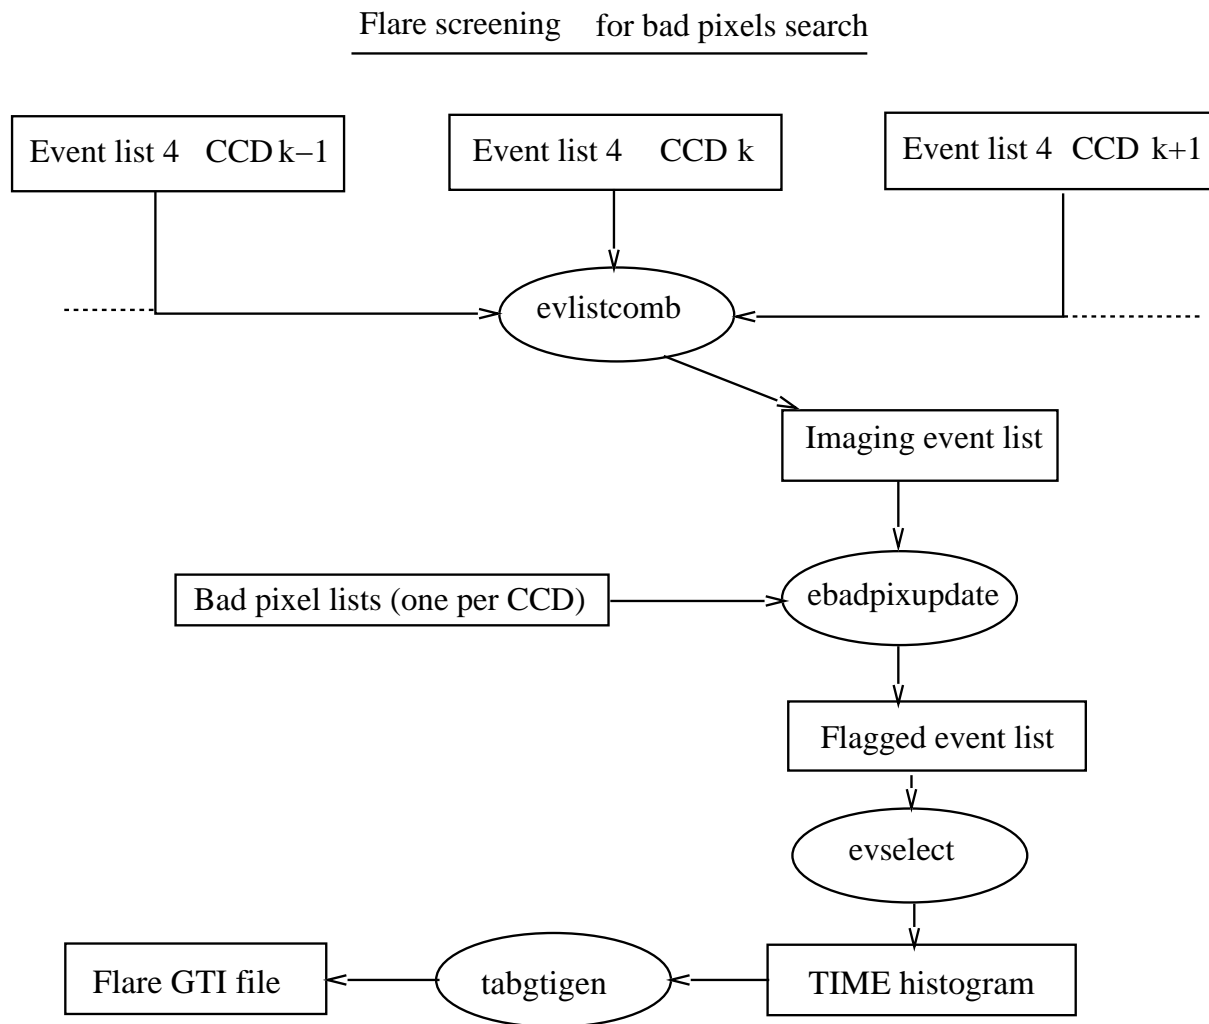 Flare screening for bad pixels search
Event list 4 CCD k−1
Event list 4 CCD k
Event list 4 CCD k+1
evlistcomb
Imaging event list
Bad pixel lists (one per CCD)
ebadpixupdate
Flagged event list
evselect
Flare GTI file
tabgtigen
TIME histogram